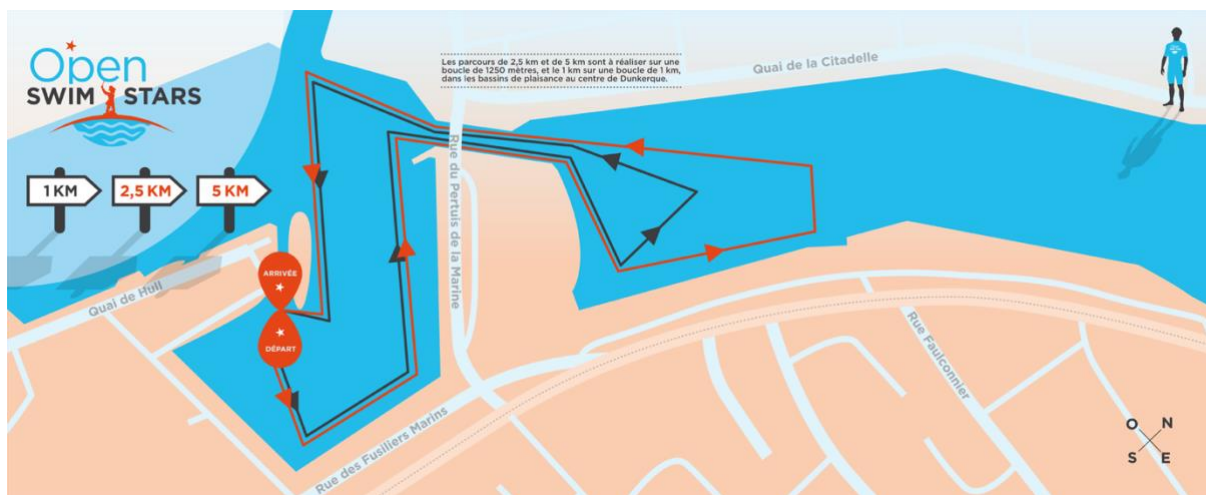 Open
SWIM STARS
Les parcours de 2,5 km et de 5 km sont à réaliser sur une
boucle de 1250 mètres, et le 1 km sur une boucle de 1 km,
dans les bassins de plaisance au centre de Dunkerque.
Quai de la Citadelle
1 KM
2,5 KM
5 KM
Rue du Pertuis de la Marine
ARRIVÉE
Quai de Hull
DÉPART
Rue Faulconnier
Rue des Fusiliers Marins
O N
S E